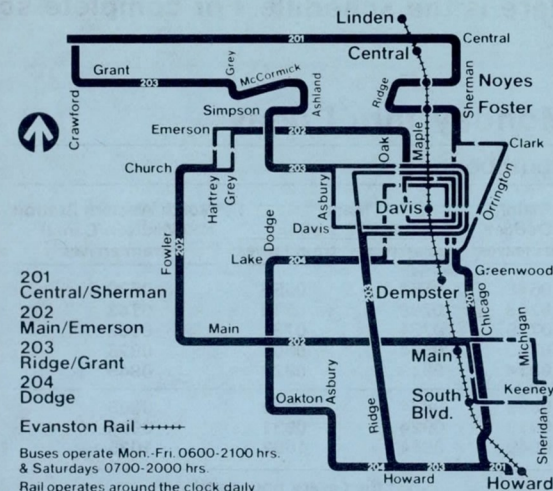 Linden
201
Central
Central
Grant
203
Grey
McCormick
Ashland
Ridge
Noyes
Sherman
Foster
Crawford
Simpson
Emerson
202
Oak
Maple
Clark
Church
203
Hartrey
Grey
Asbury
Davis
Orrington
Davis
Dodge
Fowler
202
Lake
204
Greenwood
203
Dempster
201
Chicago
Michigan
201
Central/Sherman
202
Main/Emerson
203
Ridge/Grant
204
Dodge
Main
202
Main
Asbury
Oakton
Ridge
South
Blvd.
Keeney
Sheridan
Evanston Rail
Buses operate Mon.-Fri. 0600-2100 hrs.
& Saturdays 0700-2000 hrs.
Rail operates around the clock daily
203
201
Howard
Howard